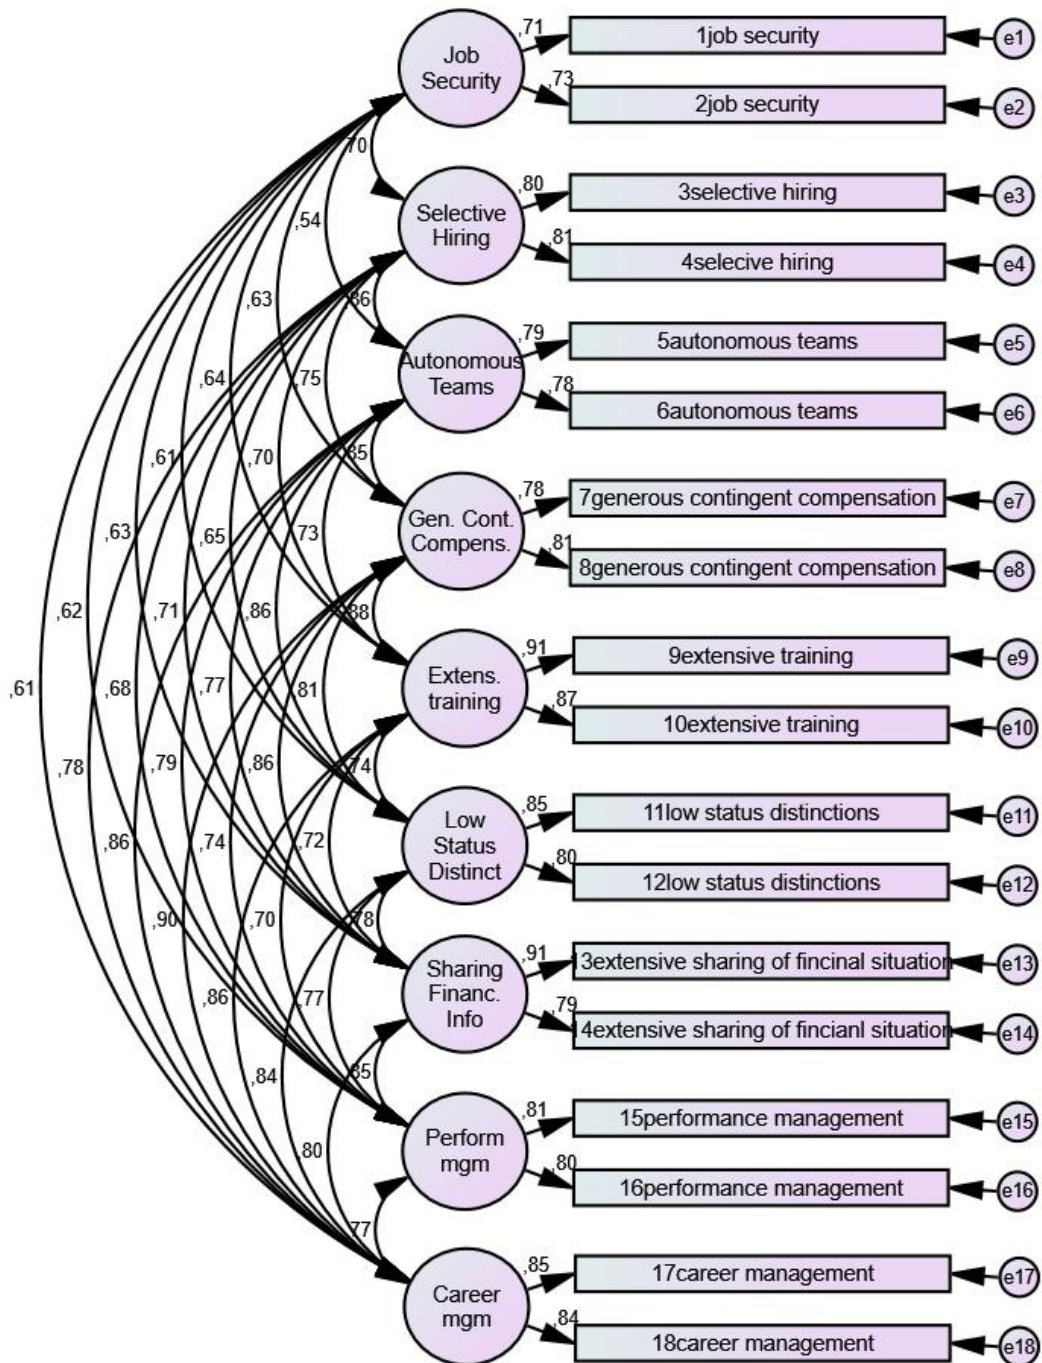 ,71
1job security
e1
Job
Security
,73
2job security
e2
,70
,80
3selective hiring
e3
Selective
Hiring
,54
,81
4selecive hiring
e4
,63
,86
,79
5autonomous teams
e5
Autonomous
Teams
,64
,75
,78
6autonomous teams
e6
,61
,70
,85
,78
7generous contingent compensation
e7
Gen. Cont.
Compens.
,63
,65
,73
,81
8generous contingent compensation
e8
,62
,71
,86
,88
,91
9extensive training
e9
Extens.
training
,61
,68
,77
,81
,87
10extensive training
e10
,78
,79
,86
,74
,85
11low status distinctions
e11
Low
Status
Distinct
,86
,74
,72
,80
12low status distinctions
e12
,90
,70
,78
,91
13extensive sharing of fincinal situation
e13
Sharing
Financ.
Info
,86
,77
,79
14extensive sharing of fincianl situation
e14
,84
,85
,81
15performance management
e15
Perform
mgm
,80
,80
16performance management
e16
,77
,85
17career management
e17
Career
mgm
,84
18career management
e18